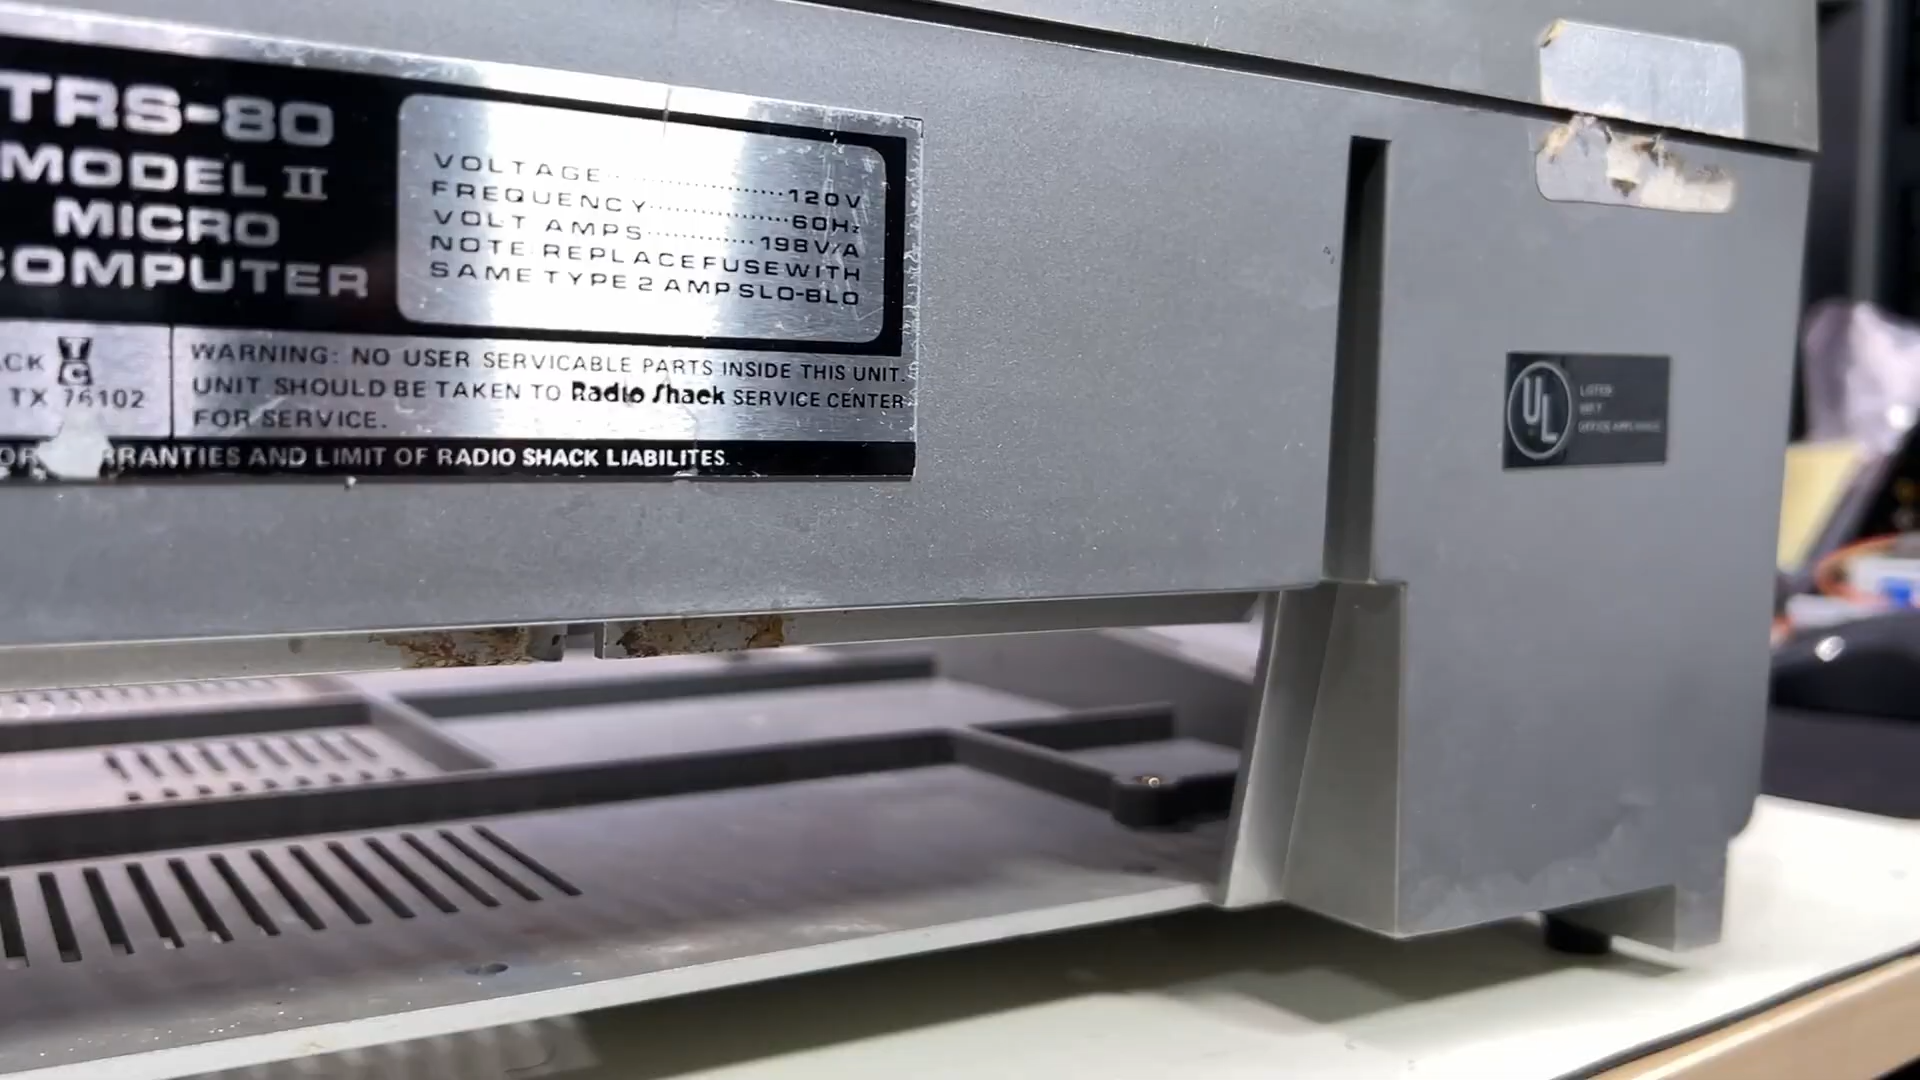 TRS-80
MODEL II
MICRO
COMPUTER
VOLTAGE..................120V
FREQUENCY..............60Hz
VOLT AMPS............198V/A
NOTE: REPLACE FUSE WITH
SAME TYPE 2 AMP SLO-BLO
TX 76102
WARNING: NO USER SERVICABLE PARTS INSIDE THIS UNIT.
UNIT SHOULD BE TAKEN TO Radio Shack SERVICE CENTER
FOR SERVICE.
RRANTIES AND LIMIT OF RADIO SHACK LIABILITES.
UL
LISTED